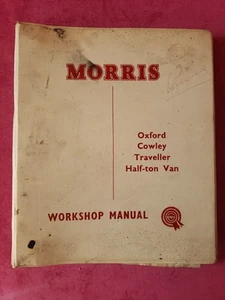 MORRIS
Oxford
Cowley
Traveller
Half-ton Van
WORKSHOP MANUAL